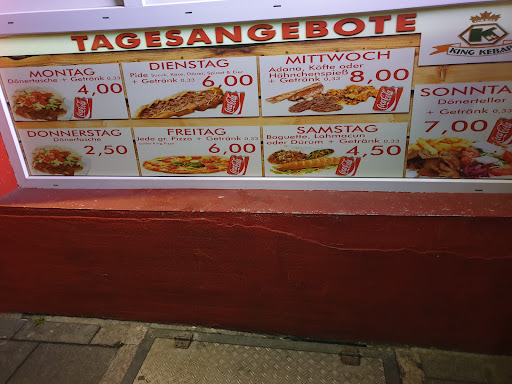 TAGESANGEBOTE
KING KEBAP
MONTAG
Dönertasche + Getränk 0,33
4,00
DIENSTAG
Pide
+ Getränk 0,33
6,00
MITTWOCH
Adana, Köfte oder
Hähnchenspieß
+ Getränk 0,33
8,00
SONNTA
Dönerteller
+ Getränk 0,33
7,00
DONNERSTAG
Dönertasche
2,50
FREITAG
Jede gr. Pizza + Getränk 0,33
6,00
SAMSTAG
Baguette, Lahmacun
oder Dürüm + Getränk 0,33
4,50